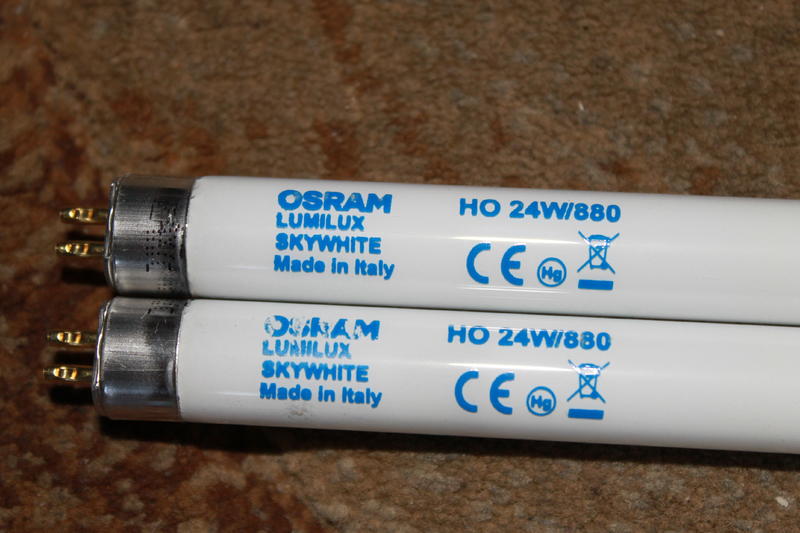 OSRAM
LUMILUX
SKYWHITE
Made in Italy
HO 24W/880
CE Hg
OSRAM
LUMILUX
SKYWHITE
Made in Italy
HO 24W/880
CE Hg